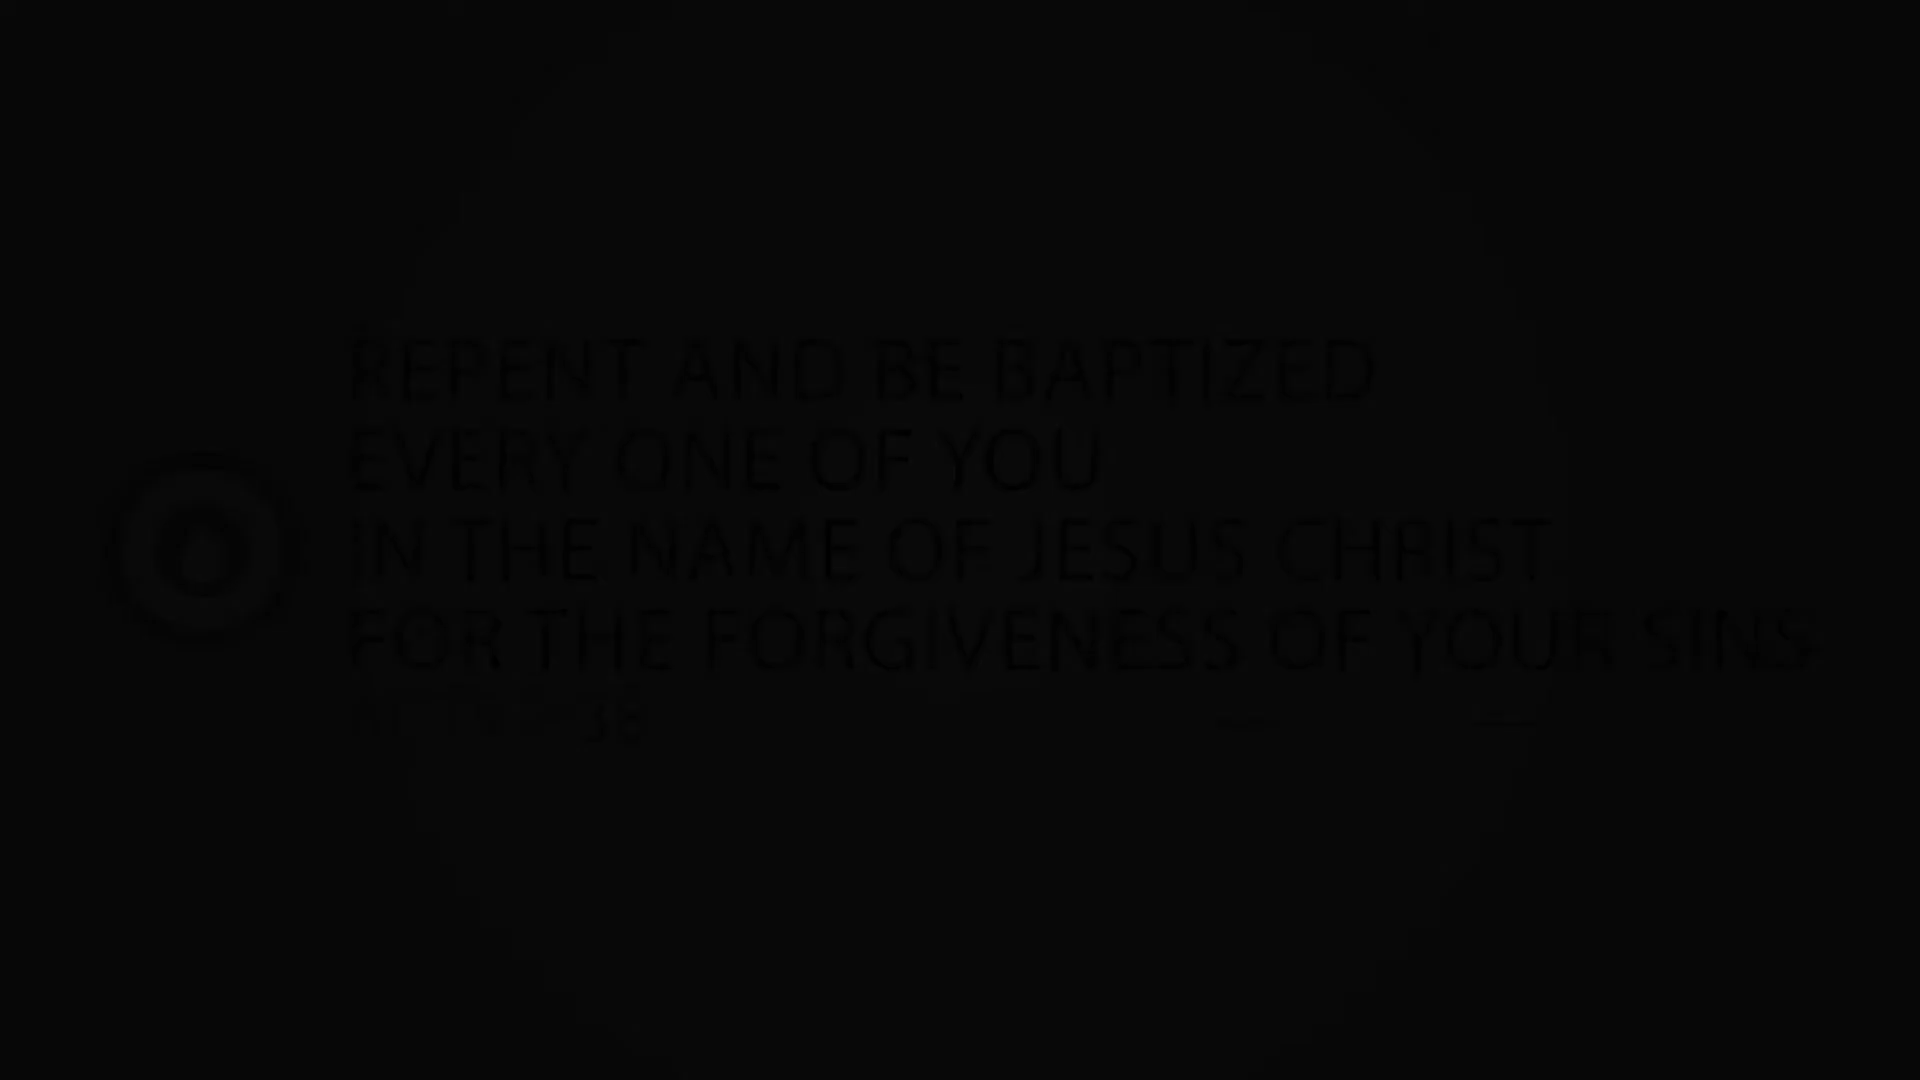 REPENT AND BE BAPTIZED
EVERY ONE OF YOU
IN THE NAME OF JESUS CHRIST
FOR THE FORGIVENESS OF YOUR SINS
38